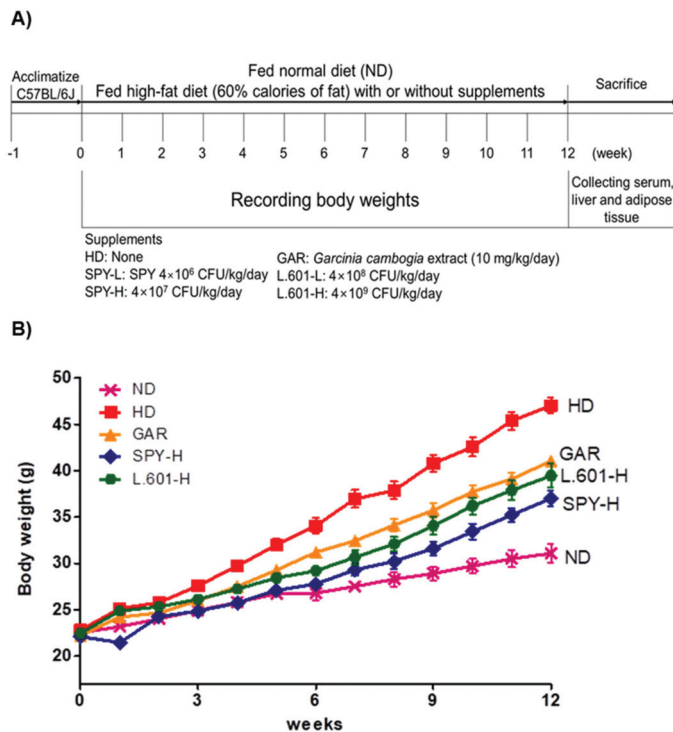 A)
Acclimatize
C57BL/6J
Fed normal diet (ND)
Fed high-fat diet (60% calories of fat) with or without supplements
Sacrifice
-1 0 1 2 3 4 5 6 7 8 9 10 11 12 (week)
Recording body weights
Collecting serum,
liver and adipose
tissue
Supplements
HD: None
GAR: Garcinia cambogia extract (10 mg/kg/day)
SPY-L: SPY 4×10⁶ CFU/kg/day
L.601-L: 4×10⁸ CFU/kg/day
SPY-H: 4×10⁷ CFU/kg/day
L.601-H: 4×10⁹ CFU/kg/day
B)
Body weight (g)
50
45
40
35
30
25
20
ND
HD
GAR
SPY-H
L.601-H
HD
GAR
L.601-H
SPY-H
ND
0 3 6 9 12
weeks